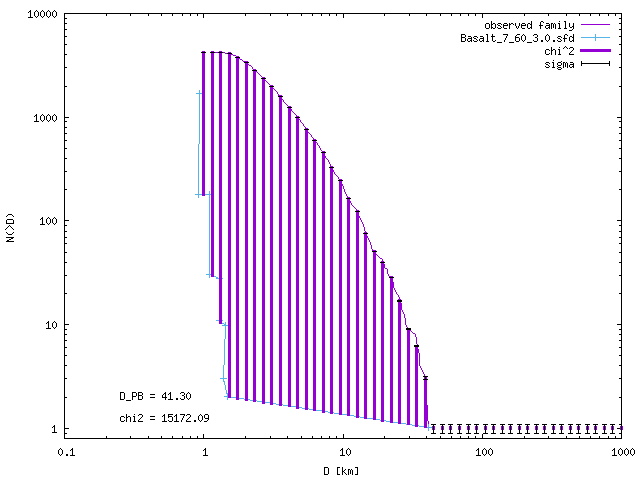 10000
observed family
Basalt_7_60_3.0.sfd
chi^2
sigma
1000
100
10
1
N(>D)
D_PB = 41.30
chi2 = 15172.09
0.1 1 10 100 1000
D [km]